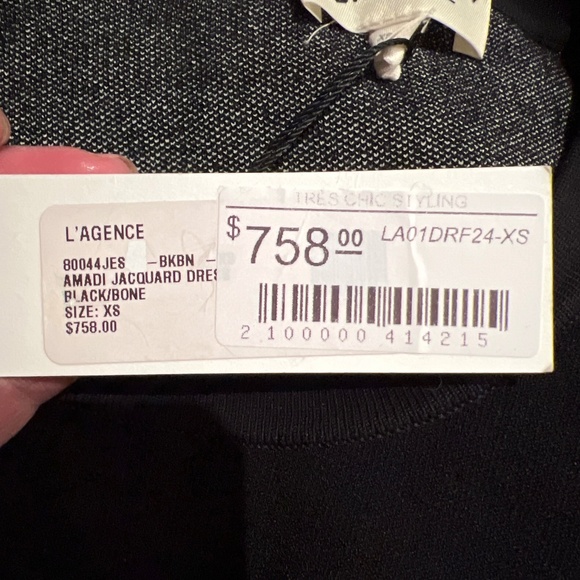 L'AGENCE
80044JES -BKBN -
AMADI JACQUARD DRES
BLACK/BONE
SIZE: XS
$758.00
TRÈS CHIC STYLING
$758 00 LA01DRF24-XS
2 100000 414215